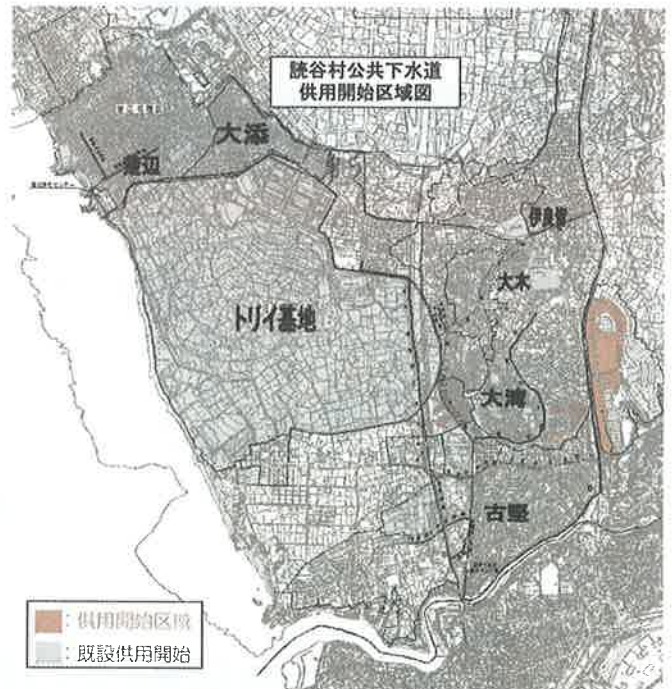 読谷村公共下水道
供用開始区域図
大添
渡辺
伊良皆
大木
トリイ基地
大湾
古堅
：供用開始区域
：既設供用開始